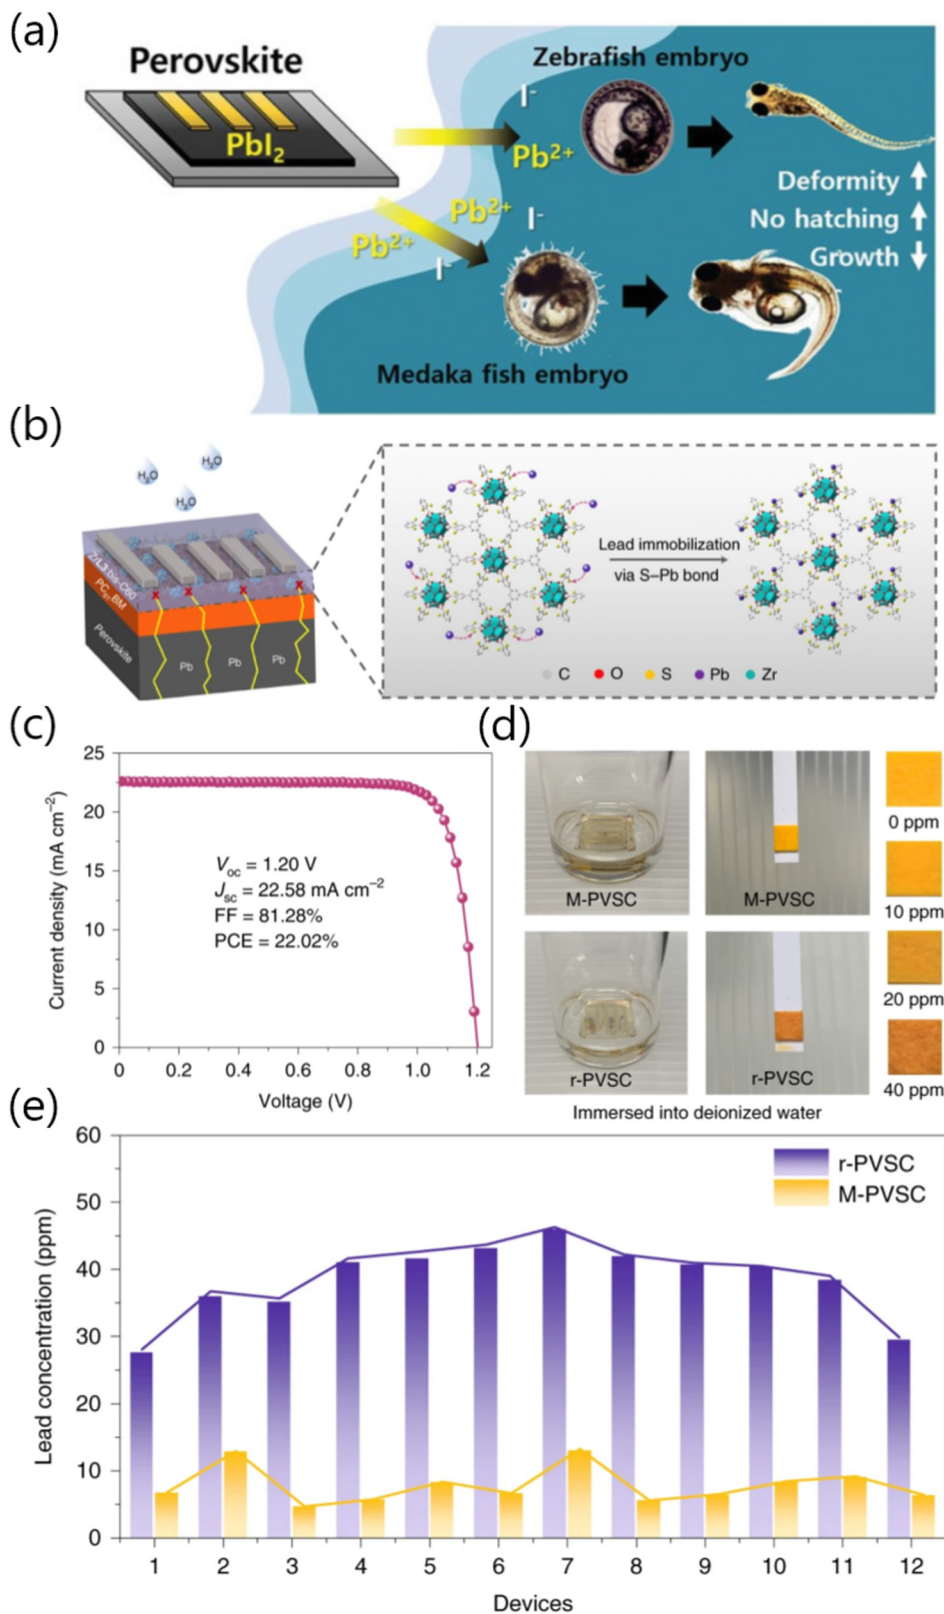 (a)
Perovskite
PbI2
Zebrafish embryo
I-
Pb2+
Deformity ↑
No hatching ↑
Growth ↓
Pb2+
I-
Pb2+
I-
Medaka fish embryo
(b)
H2O
H2O
H2O
ZrL3:bis-C60
PC61BM
Perovskite
Pb
Pb
Pb
Lead immobilization
via S–Pb bond
C
O
S
Pb
Zr
(c)
25
20
15
10
5
0
Current density (mA cm−2)
Voc = 1.20 V
Jsc = 22.58 mA cm−2
FF = 81.28%
PCE = 22.02%
0 0.2 0.4 0.6 0.8 1.0 1.2
Voltage (V)
(d)
M-PVSC
M-PVSC
r-PVSC
r-PVSC
0 ppm
10 ppm
20 ppm
40 ppm
Immersed into deionized water
(e)
60
50
40
30
20
10
0
Lead concentration (ppm)
r-PVSC
M-PVSC
1 2 3 4 5 6 7 8 9 10 11 12
Devices